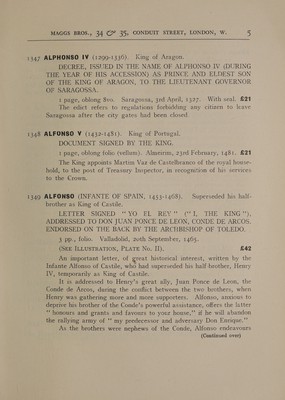 MAGGS BROS., 34 & 35, CONDUIT STREET, LONDON, W. 5
1347 ALPHONSO IV (1299-1336). King of Aragon.
DECREE, ISSUED IN THE NAME OF ALPHONSO IV (DURING
THE YEAR OF HIS ACCESSION) AS PRINCE AND ELDEST SON
OF THE KING OF ARAGON, TO THE LIEUTENANT GOVERNOR
OF SARAGOSSA.
1 page, oblong 8vo. Saragossa, 3rd April, 1327. With seal. £21
The edict refers to regulations forbidding any citizen to leave
Saragossa after the city gates had been closed
1348 ALFONSO V (1432-1481). King of Portugal.
DOCUMENT SIGNED BY THE KING.
1 page, oblong folio (vellum). Almeirim, 23rd February, 1481. £21
The King appoints Martin Vaz de Castelbranco of the royal house-
hold, to the post of Treasury Inspector, in recognition of his services
to the Crown.
1349 ALFONSO (INFANTE OF SPAIN, 1453-1468). Superseded his half-
brother as King of Castile.
LETTER SIGNED "YO EL REY" ("I, THE KING"),
ADDRESSED TO DON JUAN PONCE DE LEON, CONDE DE ARCOS.
ENDORSED ON THE BACK BY THE ARCHBISHOP OF TOLEDO.
3 pp., folio. Valladolid, 20th September, 1465.
(SEE ILLUSTRATION, PLATE NO. II). £42
An important letter, of great historical interest, written by the
Infante Alfonso of Castile, who had superseded his half brother, Henry
IV, temporarily as King of Castile.
It is addressed to Henry's great ally, Juan Ponce de Leon, the
Conde de Arcos, during the conflict between the two brothers, when
Henry was gathering more and more supporters. Alfonso, anxious to
deprive his brother of the Conde's powerful assistance, offers the latter
"honours and grants and favours to your house," if he will abandon
the rallying army of "my predecessor and adversary Don Enrique."
As the brothers were nephews of the Conde, Alfonso endeavours
(Continued over)